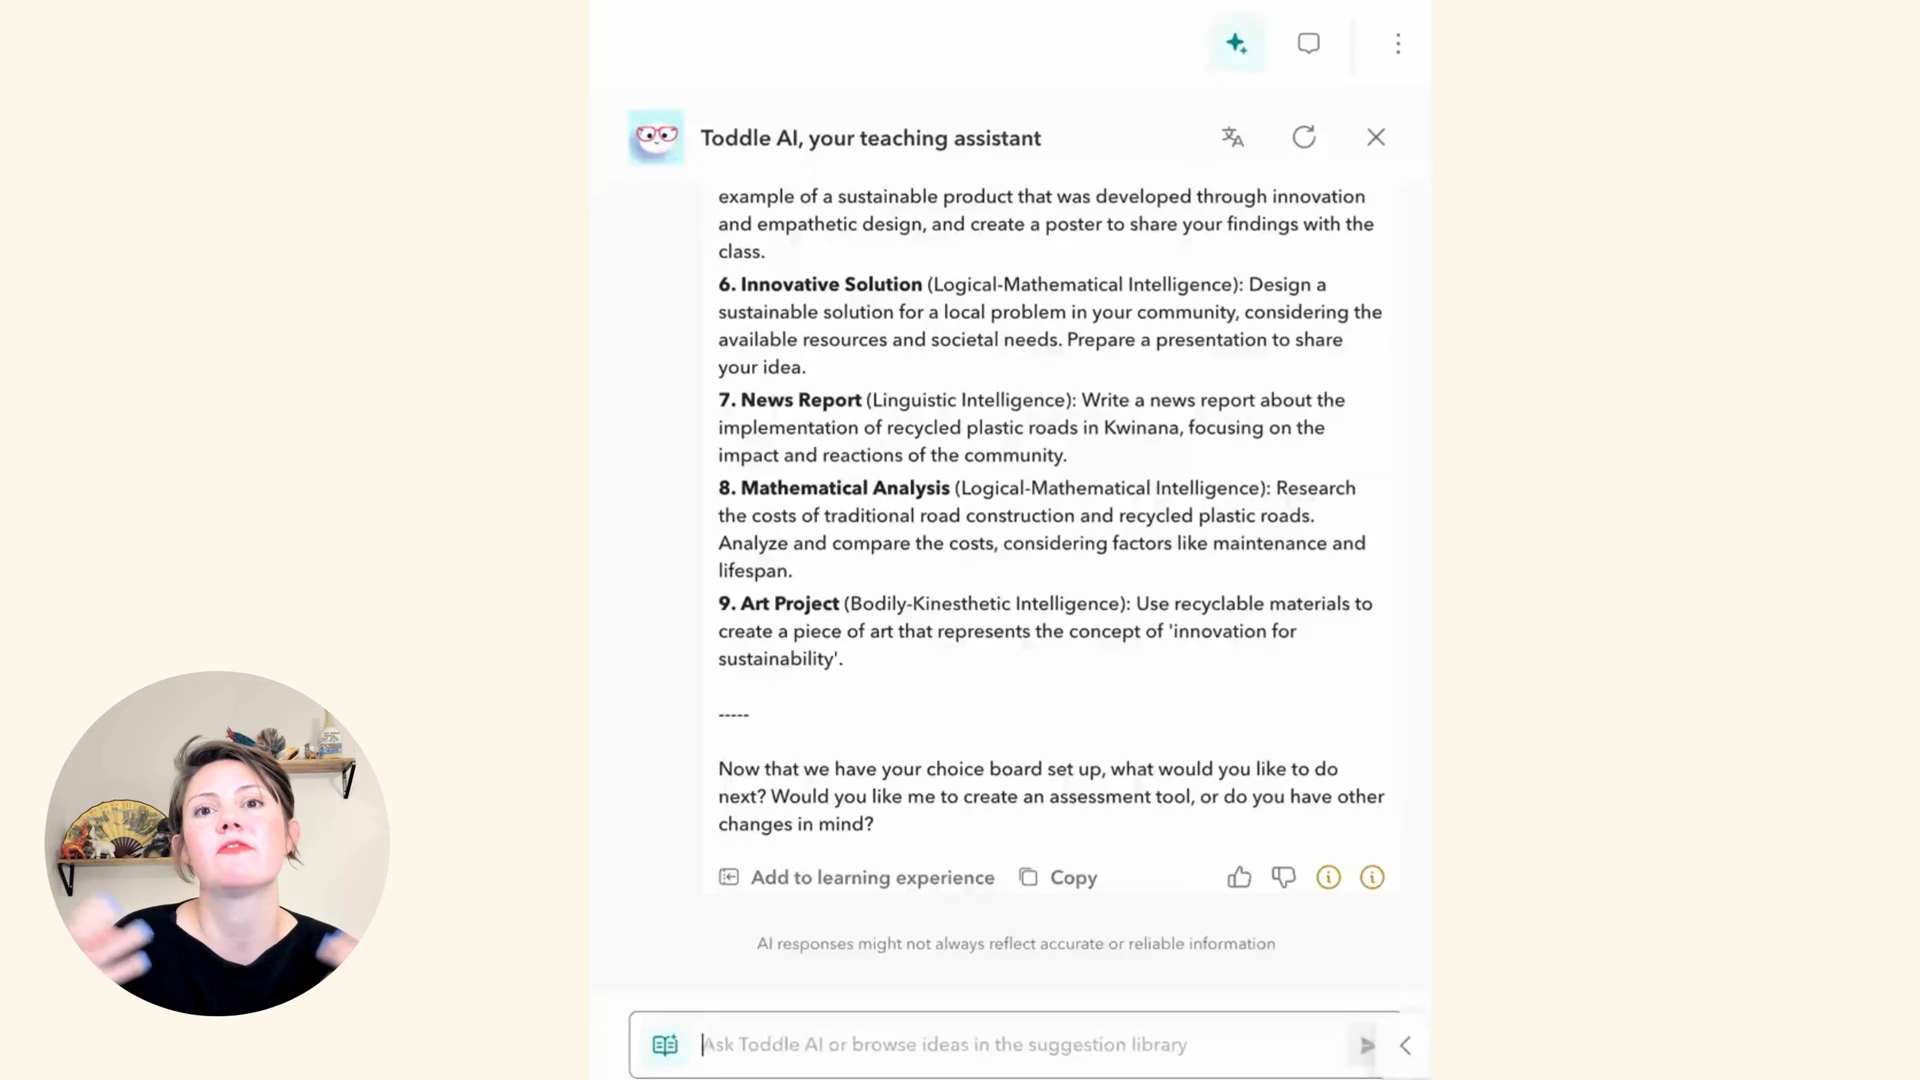 Toddle AI, your teaching assistant
example of a sustainable product that was developed through innovation
and empathetic design, and create a poster to share your findings with the
class.
6. Innovative Solution (Logical-Mathematical Intelligence): Design a
sustainable solution for a local problem in your community, considering the
available resources and societal needs. Prepare a presentation to share
your idea.
7. News Report (Linguistic Intelligence): Write a news report about the
implementation of recycled plastic roads in Kwinana, focusing on the
impact and reactions of the community.
8. Mathematical Analysis (Logical-Mathematical Intelligence): Research
the costs of traditional road construction and recycled plastic roads.
Analyze and compare the costs, considering factors like maintenance and
lifespan.
9. Art Project (Bodily-Kinesthetic Intelligence): Use recyclable materials to
create a piece of art that represents the concept of 'innovation for
sustainability'.
-----
Now that we have your choice board set up, what would you like to do
next? Would you like me to create an assessment tool, or do you have other
changes in mind?
Add to learning experience Copy
AI responses might not always reflect accurate or reliable information
Ask Toddle AI or browse ideas in the suggestion library